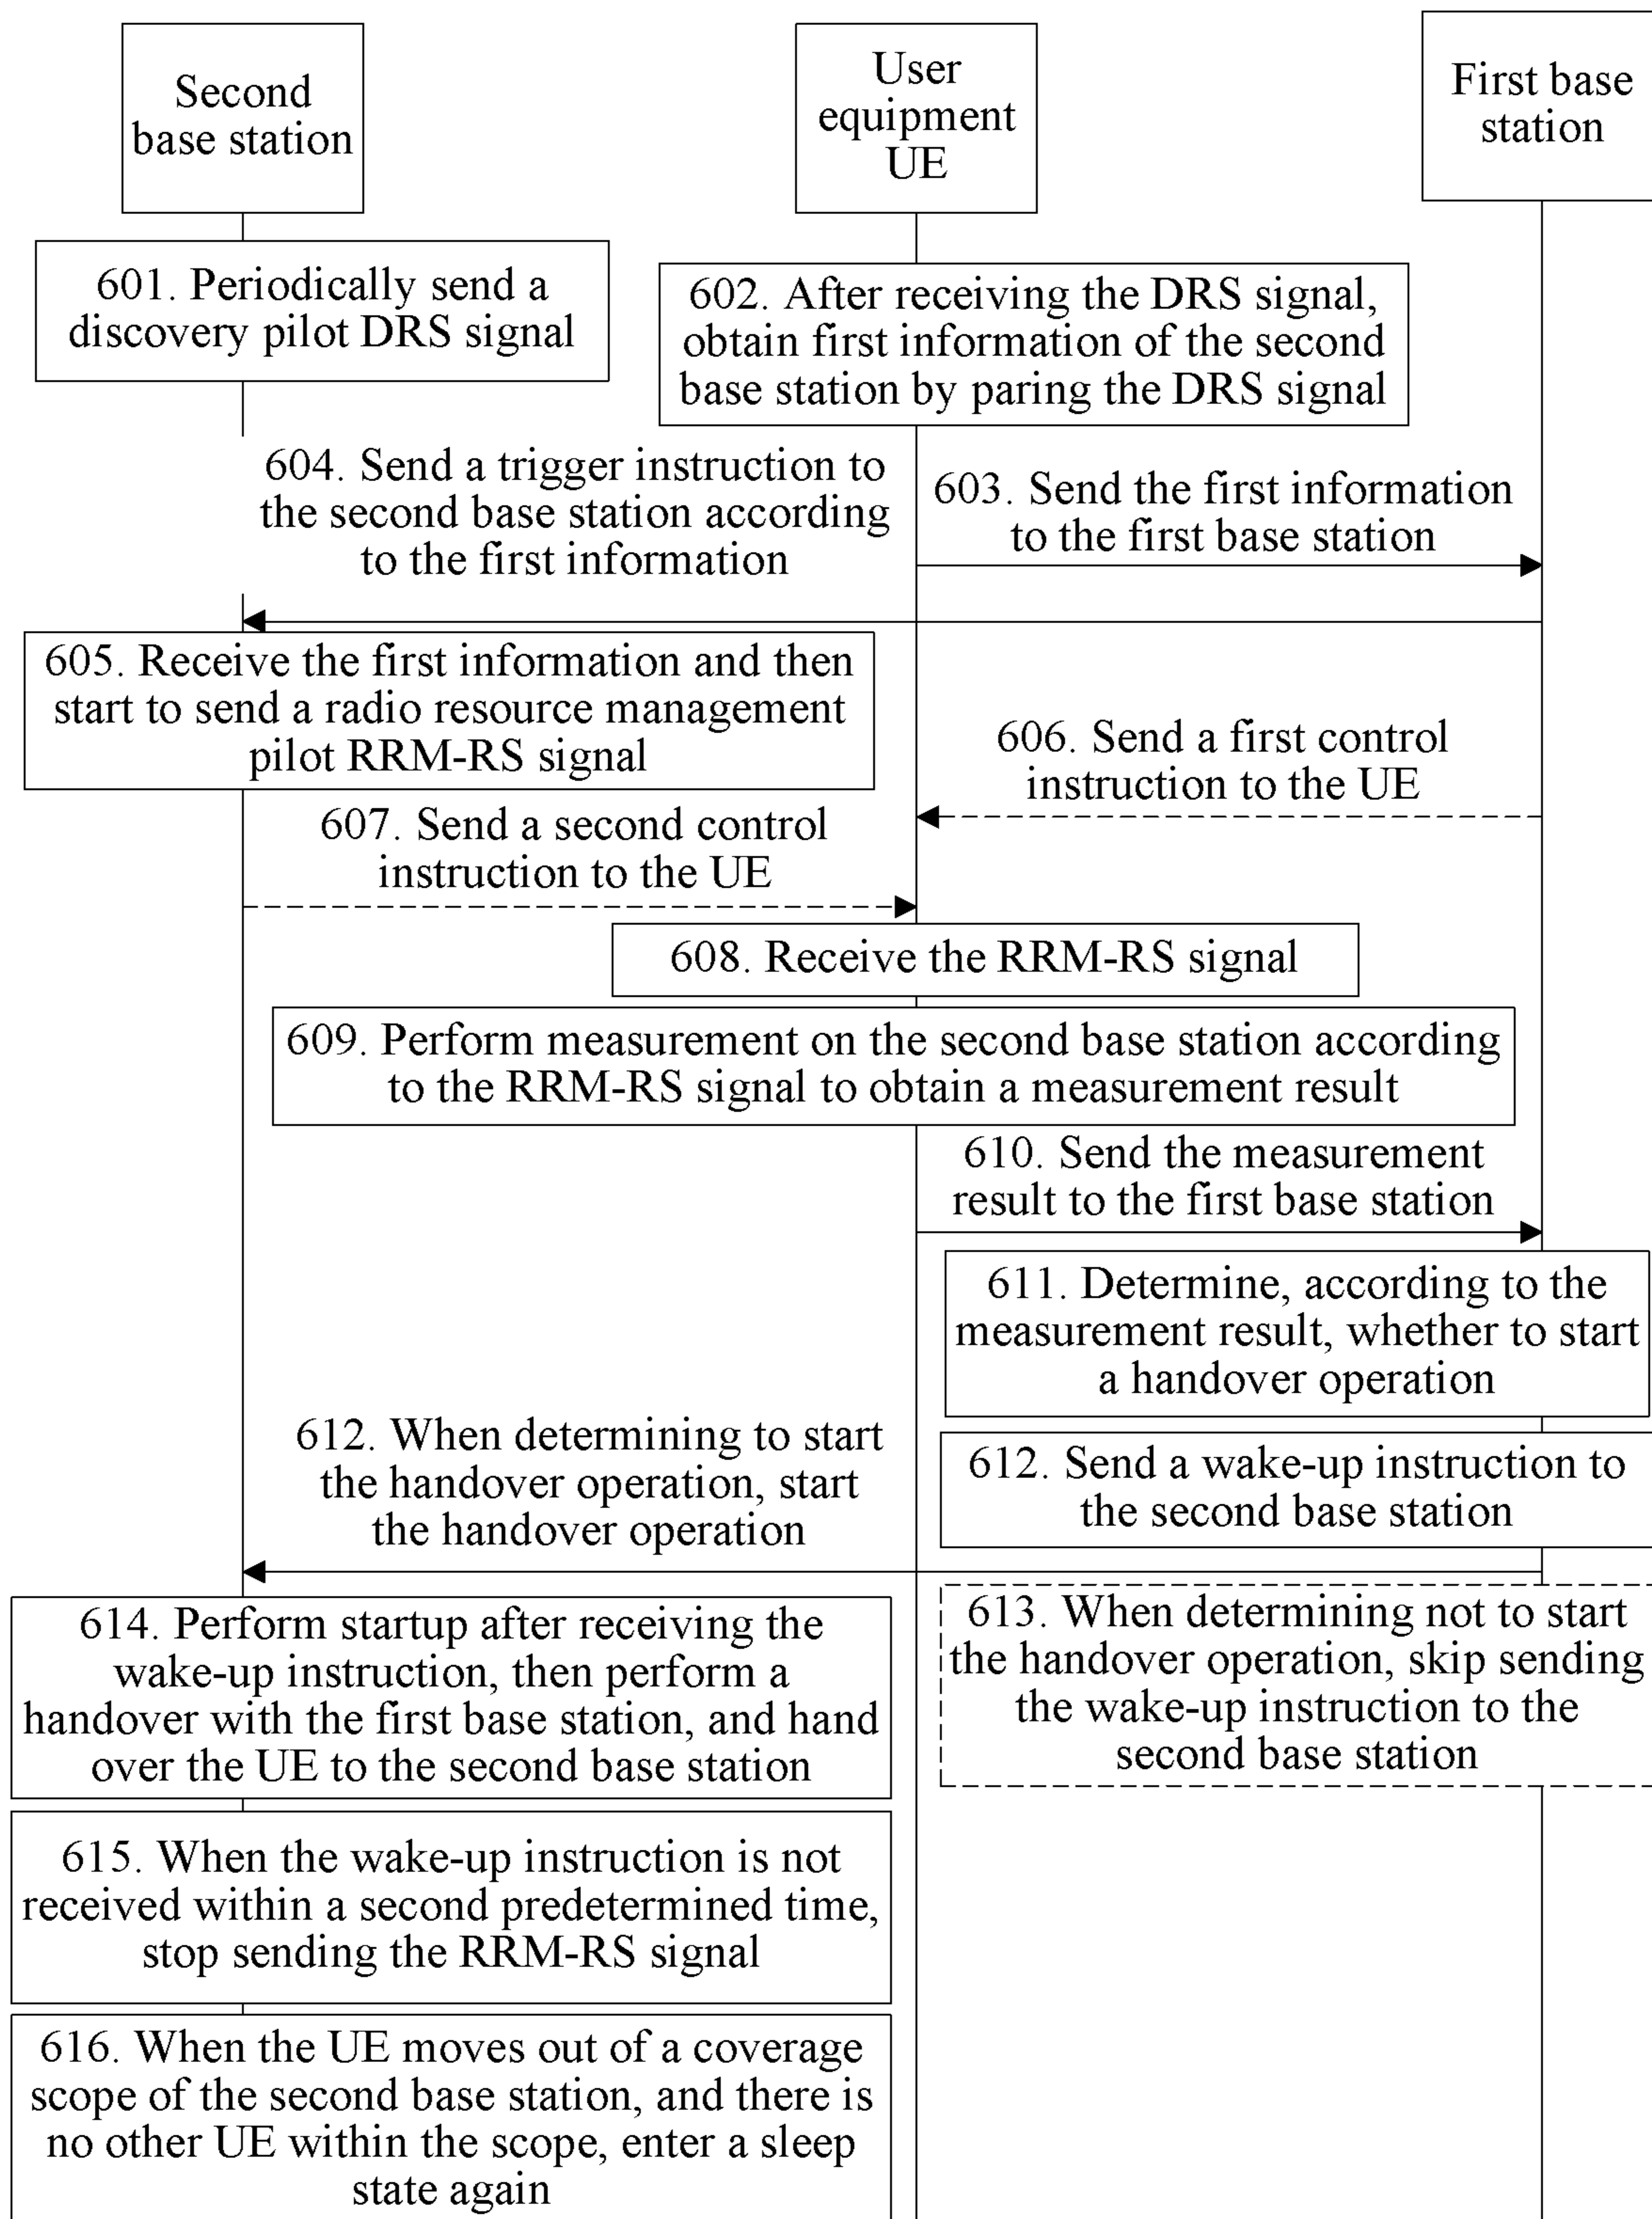 Second
base station
User
equipment
UE
First base
station
601. Periodically send a
discovery pilot DRS signal
602. After receiving the DRS signal,
obtain first information of the second
base station by paring the DRS signal
604. Send a trigger instruction to
the second base station according
to the first information
603. Send the first information
to the first base station
605. Receive the first information and then
start to send a radio resource management
pilot RRM-RS signal
606. Send a first control
instruction to the UE
607. Send a second control
instruction to the UE
608. Receive the RRM-RS signal
609. Perform measurement on the second base station according
to the RRM-RS signal to obtain a measurement result
610. Send the measurement
result to the first base station
611. Determine, according to the
measurement result, whether to start
a handover operation
612. When determining to start
the handover operation, start
the handover operation
612. Send a wake-up instruction to
the second base station
613. When determining not to start
the handover operation, skip sending
the wake-up instruction to the
second base station
614. Perform startup after receiving the
wake-up instruction, then perform a
handover with the first base station, and hand
over the UE to the second base station
615. When the wake-up instruction is not
received within a second predetermined time,
stop sending the RRM-RS signal
616. When the UE moves out of a coverage
scope of the second base station, and there is
no other UE within the scope, enter a sleep
state again